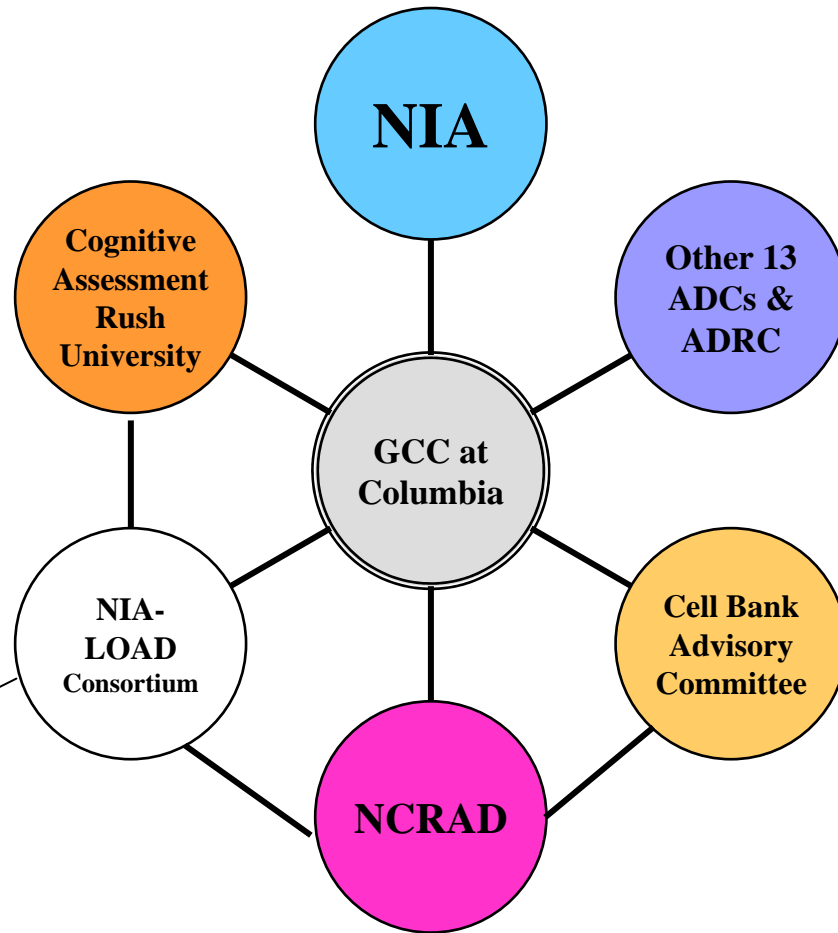 NIA
Cognitive
Assessment
Rush
University
Other 13
ADCs &
ADRC
GCC at
Columbia
NIA-
LOAD
Consortium
Cell Bank
Advisory
Committee
NCRAD